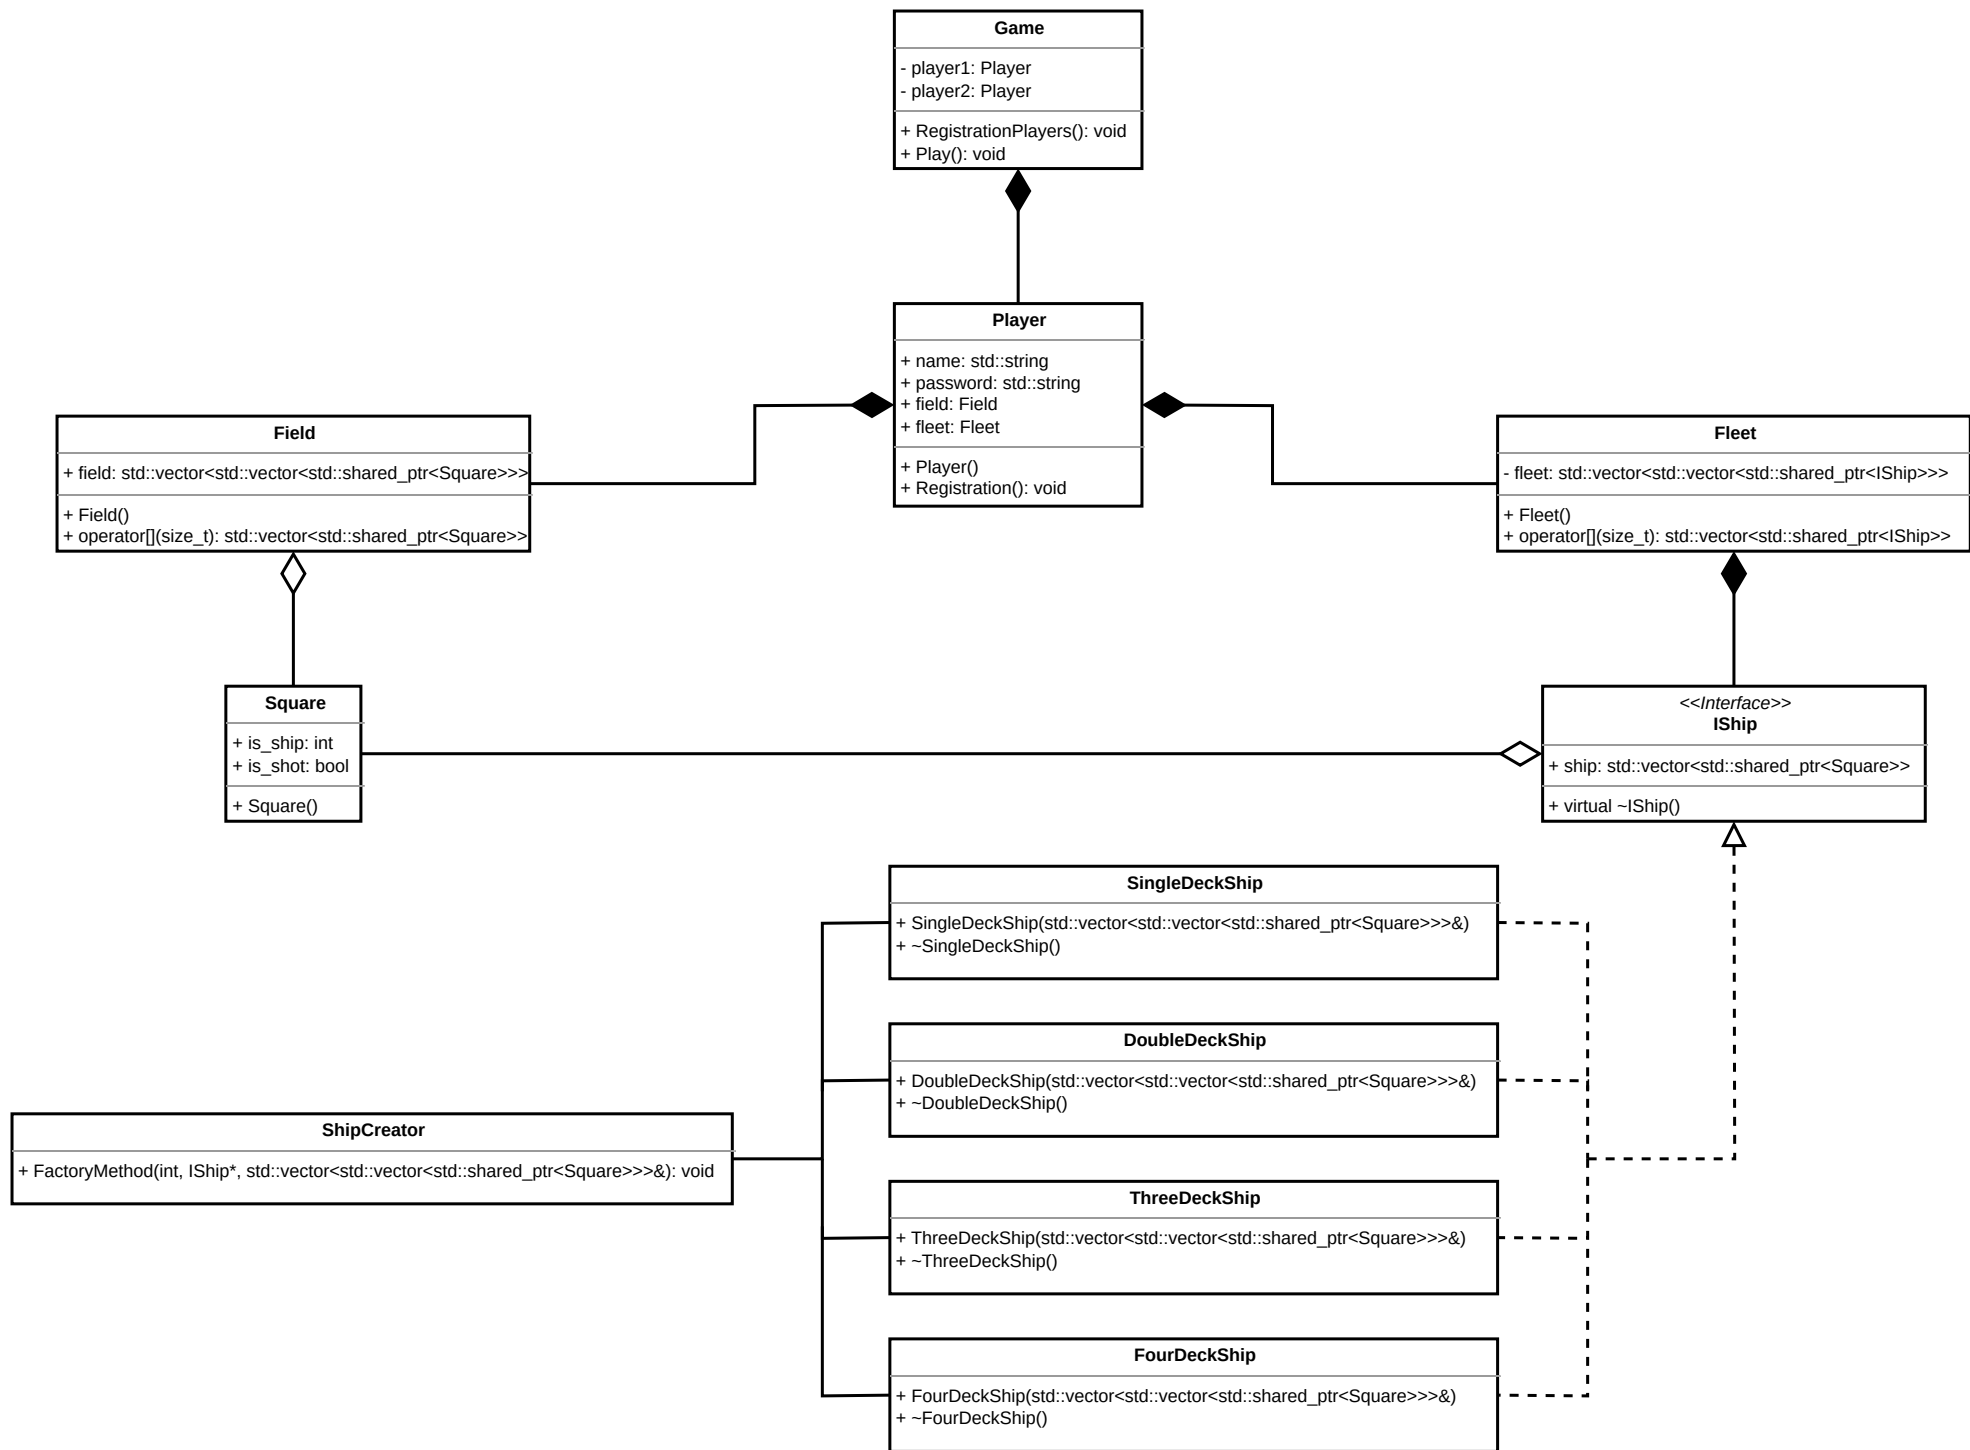 Game
- player1: Player
- player2: Player
+ RegistrationPlayers(): void
+ Play(): void
Player
+ name: std::string
+ password: std::string
+ field: Field
+ fleet: Fleet
+ Player()
+ Registration(): void
Field
+ field: std::vector<std::vector<std::shared_ptr<Square>>>
+ Field()
+ operator[](size_t): std::vector<std::shared_ptr<Square>>
Fleet
- fleet: std::vector<std::vector<std::shared_ptr<IShip>>>
+ Fleet()
+ operator[](size_t): std::vector<std::shared_ptr<IShip>>
Square
+ is_ship: int
+ is_shot: bool
+ Square()
<<Interface>>
IShip
+ ship: std::vector<std::shared_ptr<Square>>
+ virtual ~IShip()
SingleDeckShip
+ SingleDeckShip(std::vector<std::vector<std::shared_ptr<Square>>>&)
+ ~SingleDeckShip()
DoubleDeckShip
+ DoubleDeckShip(std::vector<std::vector<std::shared_ptr<Square>>>&)
+ ~DoubleDeckShip()
ShipCreator
+ FactoryMethod(int, IShip*, std::vector<std::vector<std::shared_ptr<Square>>>&): void
ThreeDeckShip
+ ThreeDeckShip(std::vector<std::vector<std::shared_ptr<Square>>>&)
+ ~ThreeDeckShip()
FourDeckShip
+ FourDeckShip(std::vector<std::vector<std::shared_ptr<Square>>>&)
+ ~FourDeckShip()